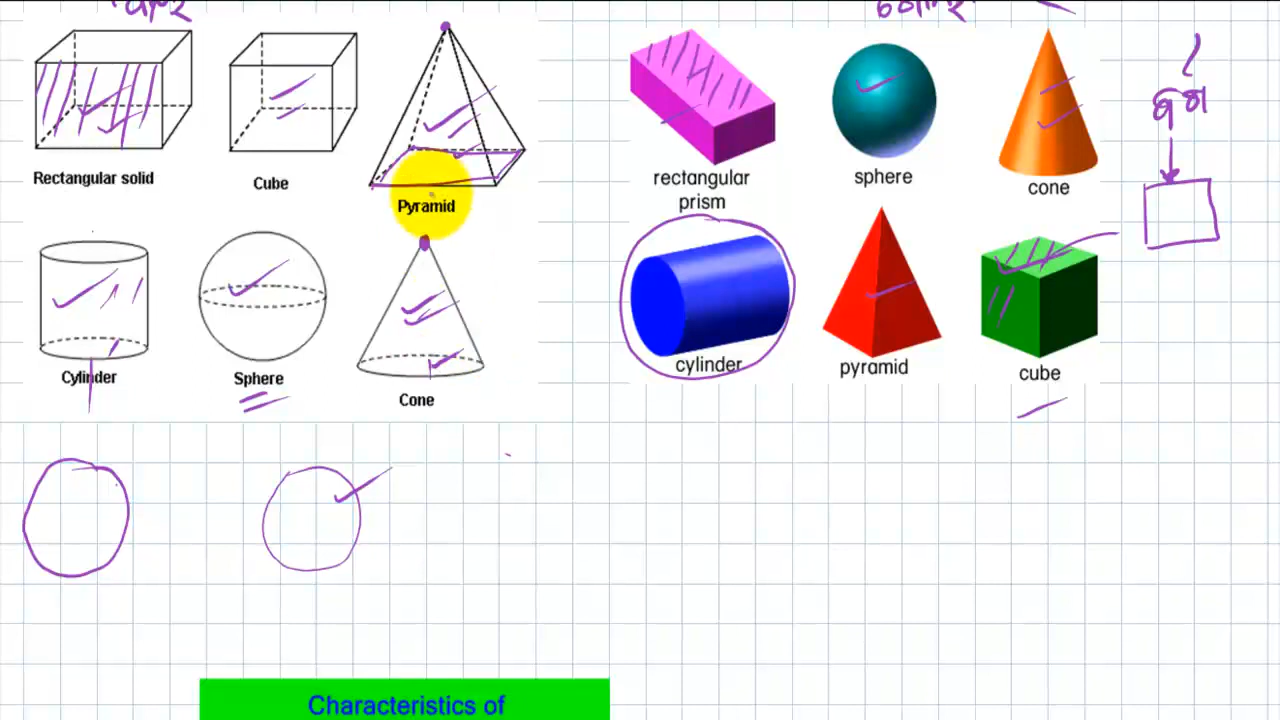 Rectangular solid
Cube
Pyramid
Cylinder
Sphere
Cone
rectangular
prism
sphere
cone
cylinder
pyramid
cube
Characteristics of